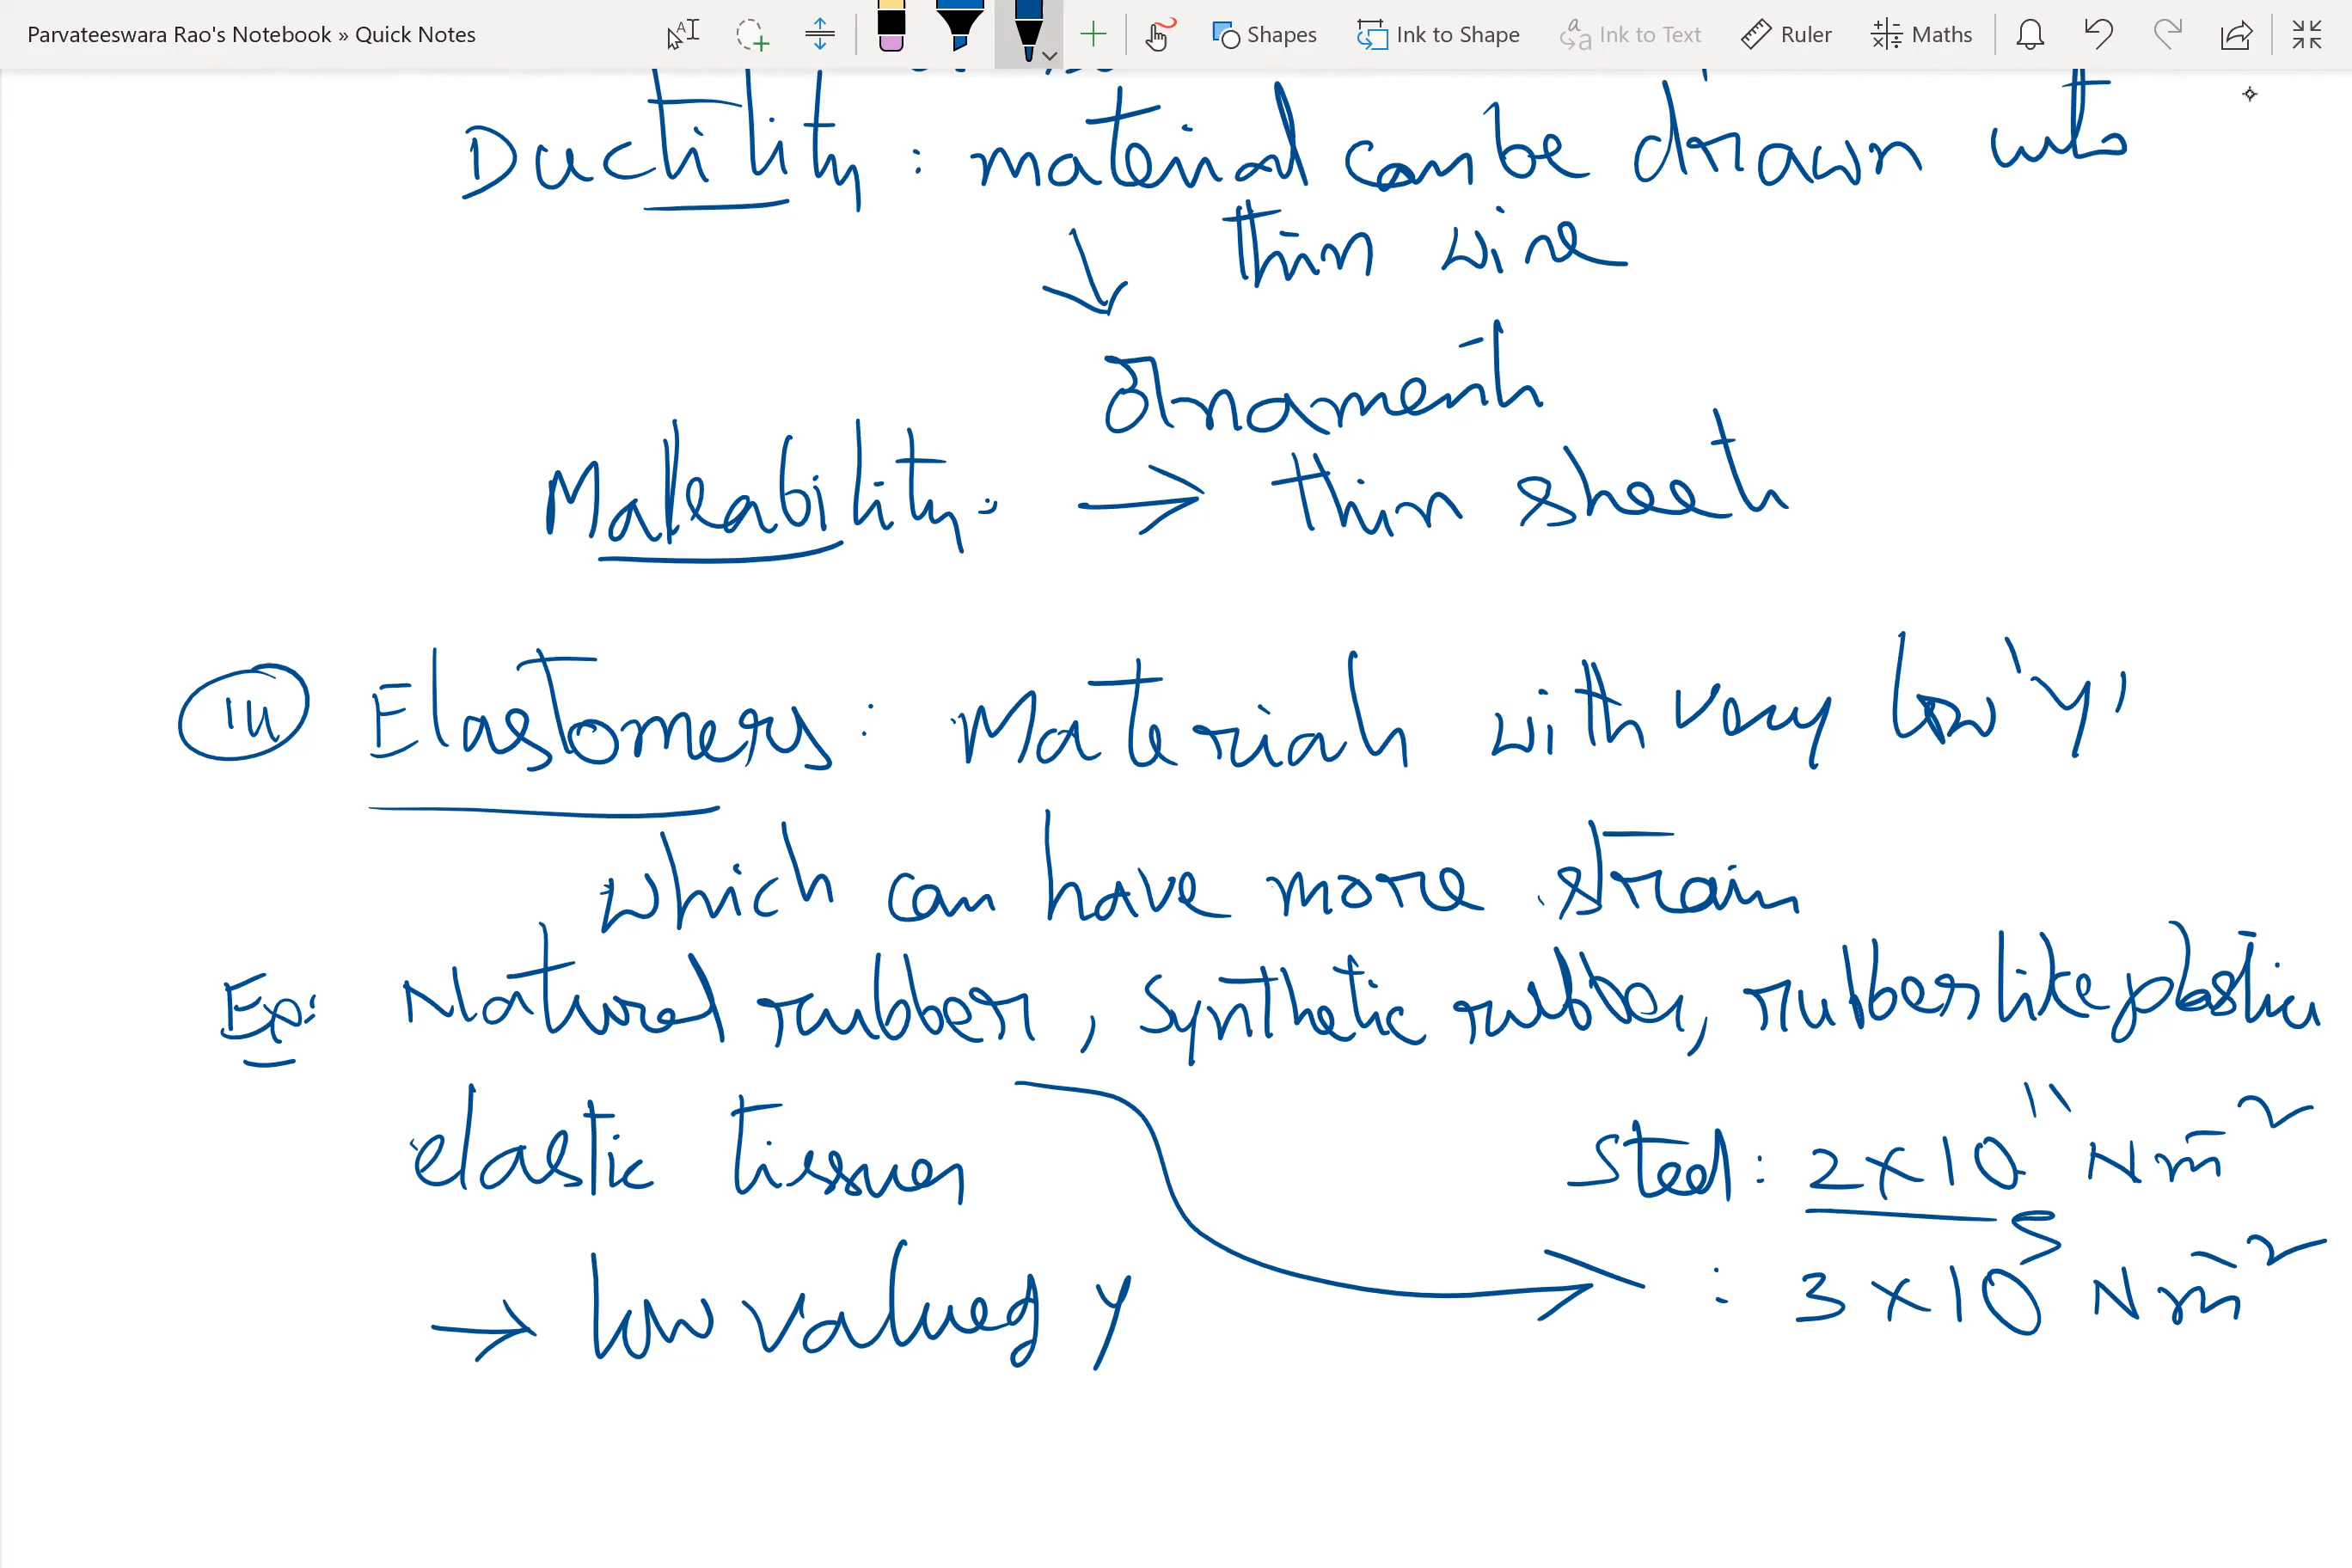 Parvateeswara Rao's Notebook » Quick Notes Shapes Ink to Shape Ink to Text Ruler Maths
Ductility : material can be drawn into
thin wire
Ornaments
Malleability : → thin sheets
(iii) Elastomers : Materials with very low 'y'
which can have more strain
Ex: Natural rubber, synthetic rubber, rubber like plastics
elastic tissues
Steel : 2 × 10¹¹ Nm⁻²
→ low value of y
: 3 × 10⁵ Nm⁻²